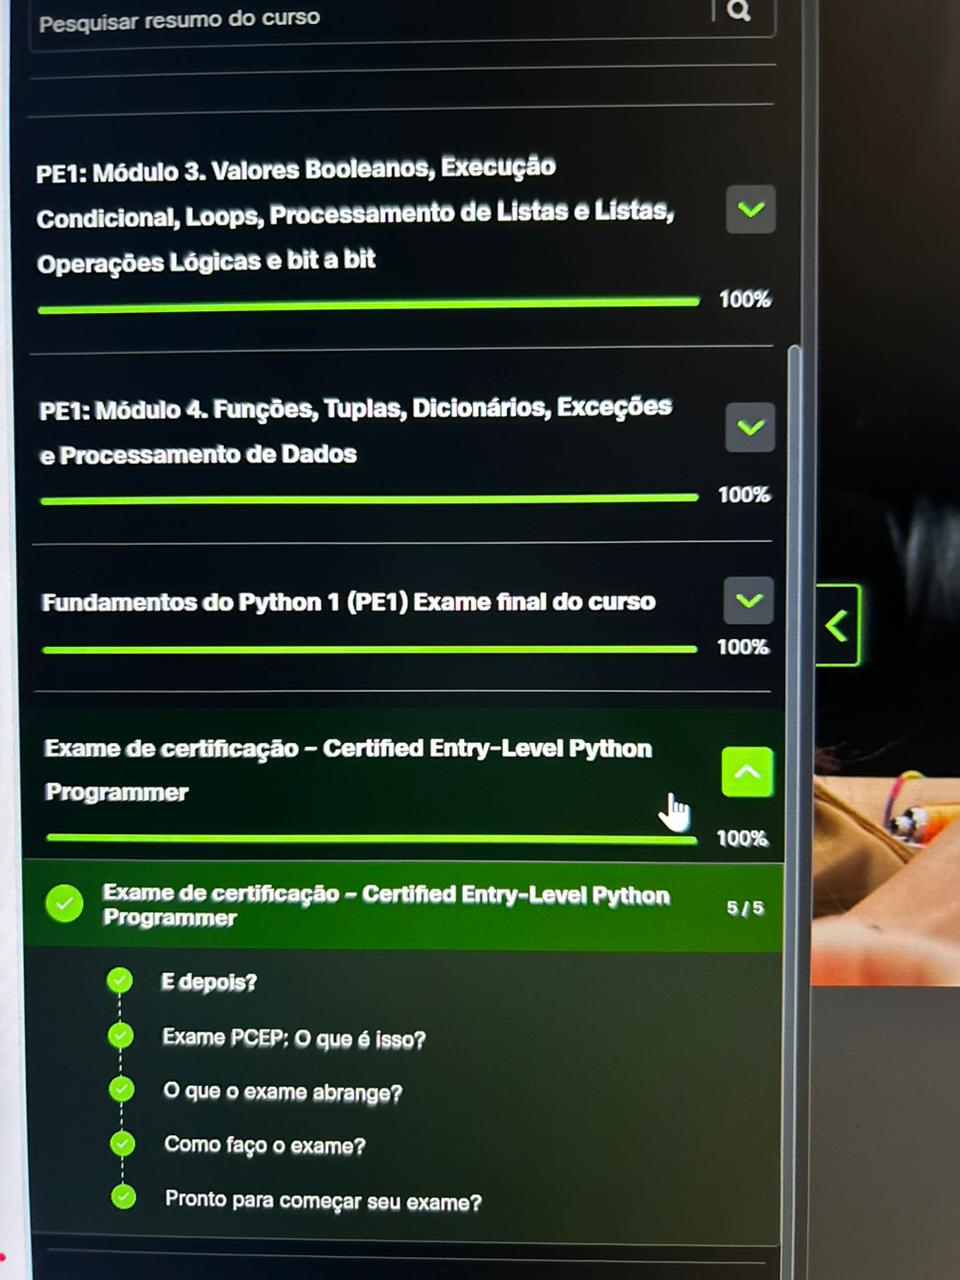 Pesquisar resumo do curso
PE1: Módulo 3. Valores Booleanos, Execução
Condicional, Loops, Processamento de Listas e Listas,
Operações Lógicas e bit a bit
100%
PE1: Módulo 4. Funções, Tuplas, Dicionários, Exceções
e Processamento de Dados
100%
Fundamentos do Python 1 (PE1) Exame final do curso
100%
Exame de certificação – Certified Entry-Level Python
Programmer
100%
Exame de certificação – Certified Entry-Level Python
Programmer
5 / 5
E depois?
Exame PCEP: O que é isso?
O que o exame abrange?
Como faço o exame?
Pronto para começar seu exame?